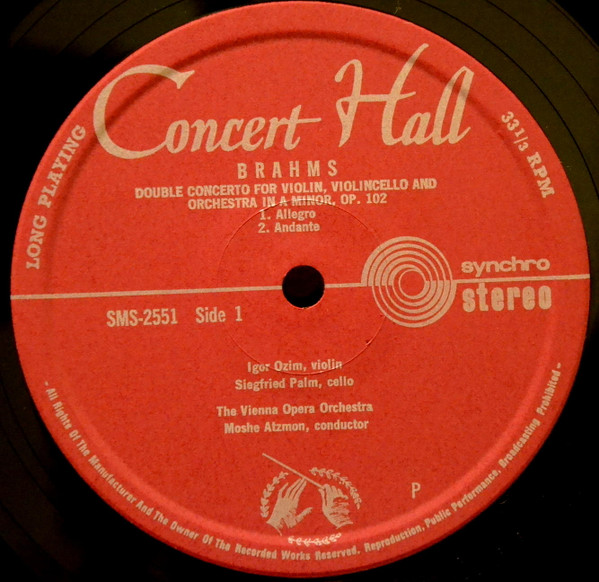 Concert Hall
LONG PLAYING
33 1/3 RPM
BRAHMS
DOUBLE CONCERTO FOR VIOLIN, VIOLINCELLO AND
ORCHESTRA IN A MINOR, OP. 102
1. Allegro
2. Andante
synchro
stereo
SMS-2551 Side 1
Igor Ozim, violin
Siegfried Palm, cello
The Vienna Opera Orchestra
Moshe Atzmon, conductor
P
- All Rights Of The Manufacturer And The Owner Of The Recorded Works Reserved. Reproduction, Public Performance, Broadcasting Prohibited -